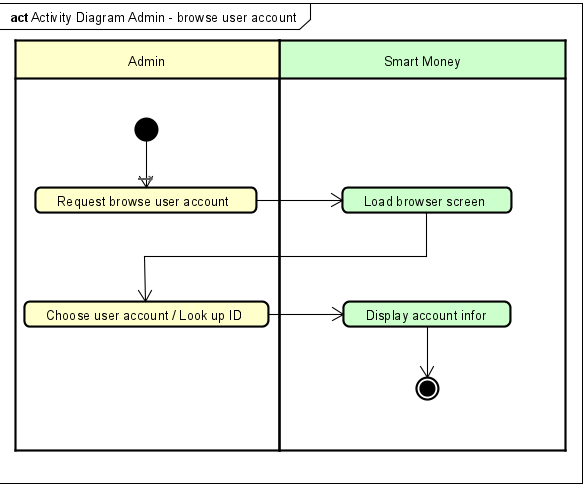 act Activity Diagram Admin - browse user account
Admin
Smart Money
Request browse user account
Load browser screen
Choose user account / Look up ID
Display account infor